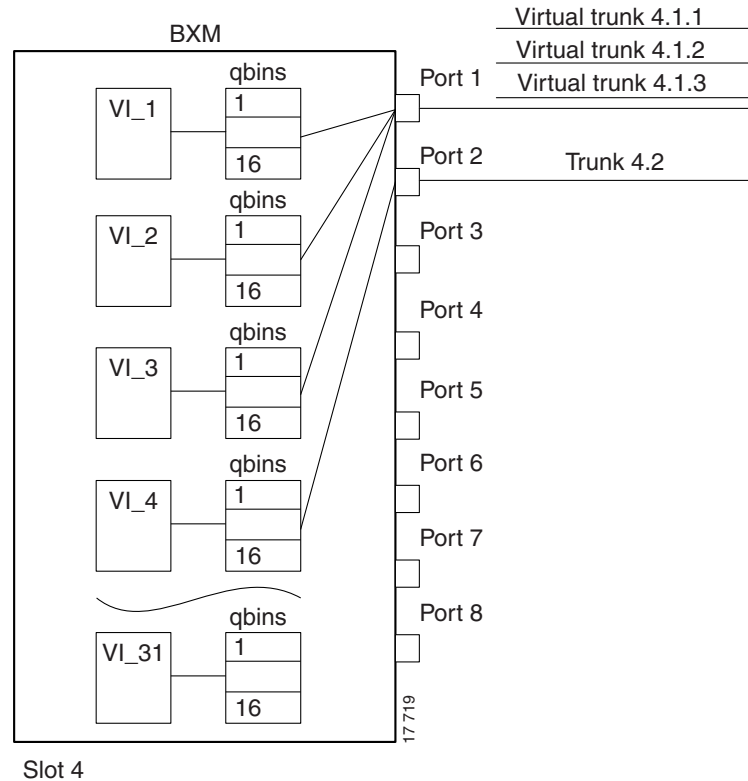 Virtual trunk 4.1.1
BXM
Virtual trunk 4.1.2
qbins
Port 1
Virtual trunk 4.1.3
VI_1
1
16
Port 2
Trunk 4.2
qbins
VI_2
1
Port 3
16
Port 4
qbins
VI_3
1
Port 5
16
qbins
Port 6
VI_4
1
Port 7
16
Port 8
qbins
VI_31
1
16
17719
Slot 4